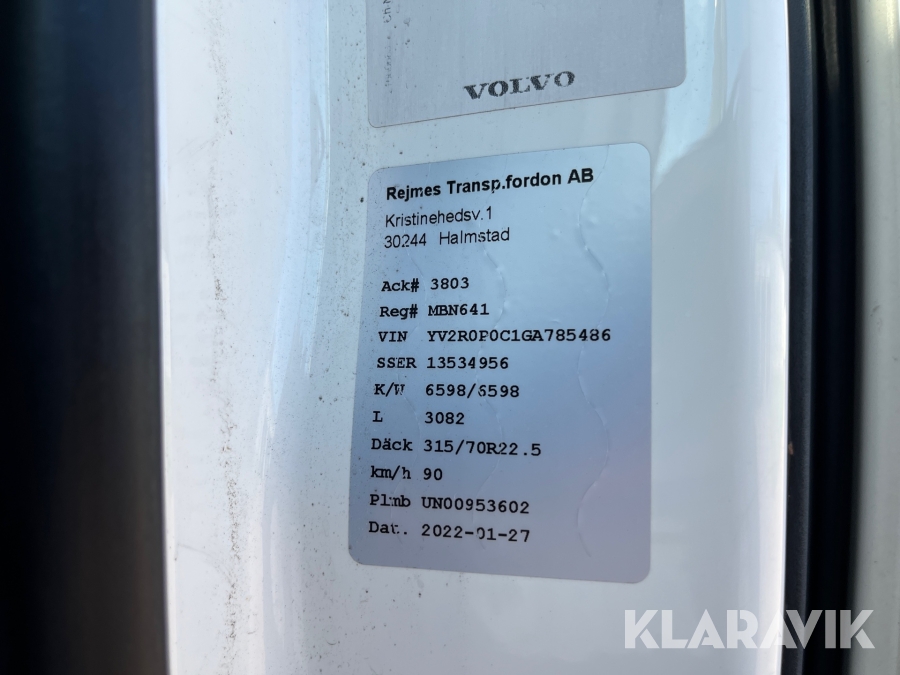 VOLVO
Rejmes Transp.fordon AB
Kristinehedsv.1
30244 Halmstad
Ack# 3803
Reg# MBN641
VIN YV2R0P0C1GA785486
SSER 13534956
K/W 6598/6598
L 3082
Däck 315/70R22.5
km/h 90
Plmb UN00953602
Dat. 2022-01-27
KLARAVIK